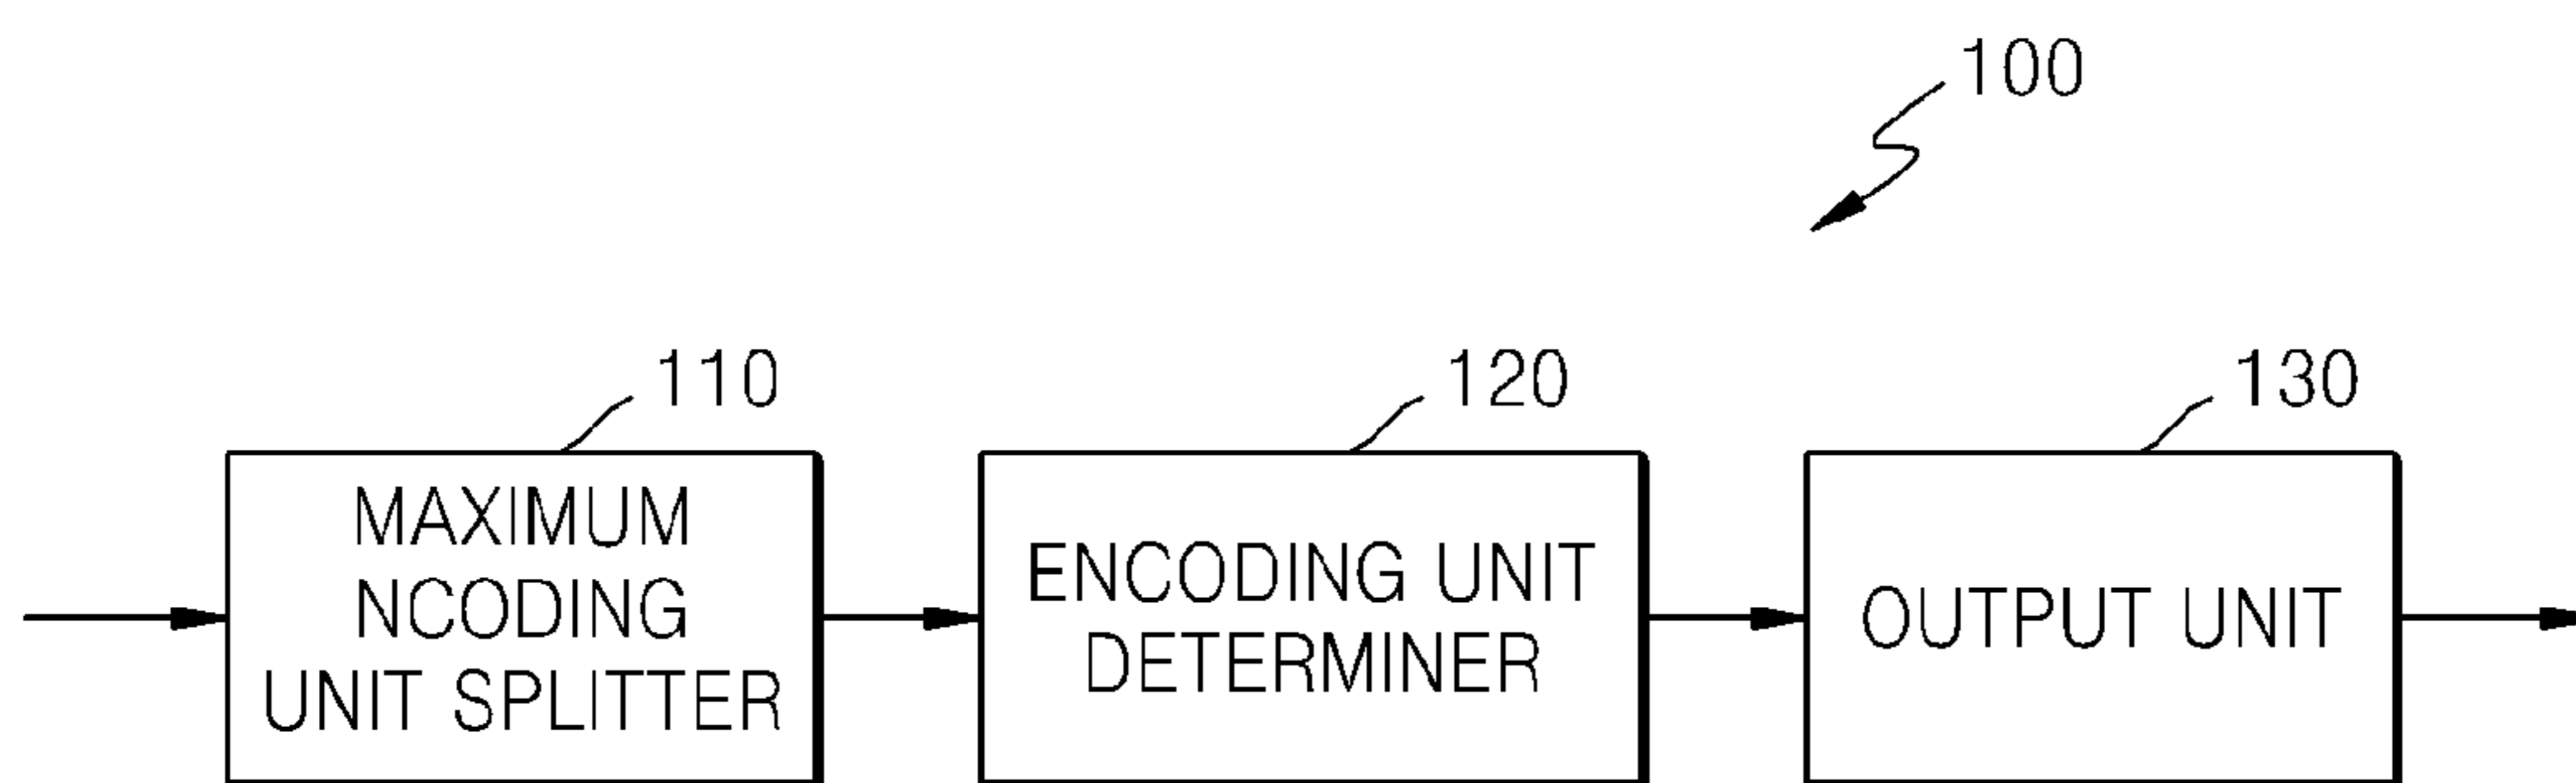 100
110
120
130
MAXIMUM
NCODING
UNIT SPLITTER
ENCODING UNIT
DETERMINER
OUTPUT UNIT